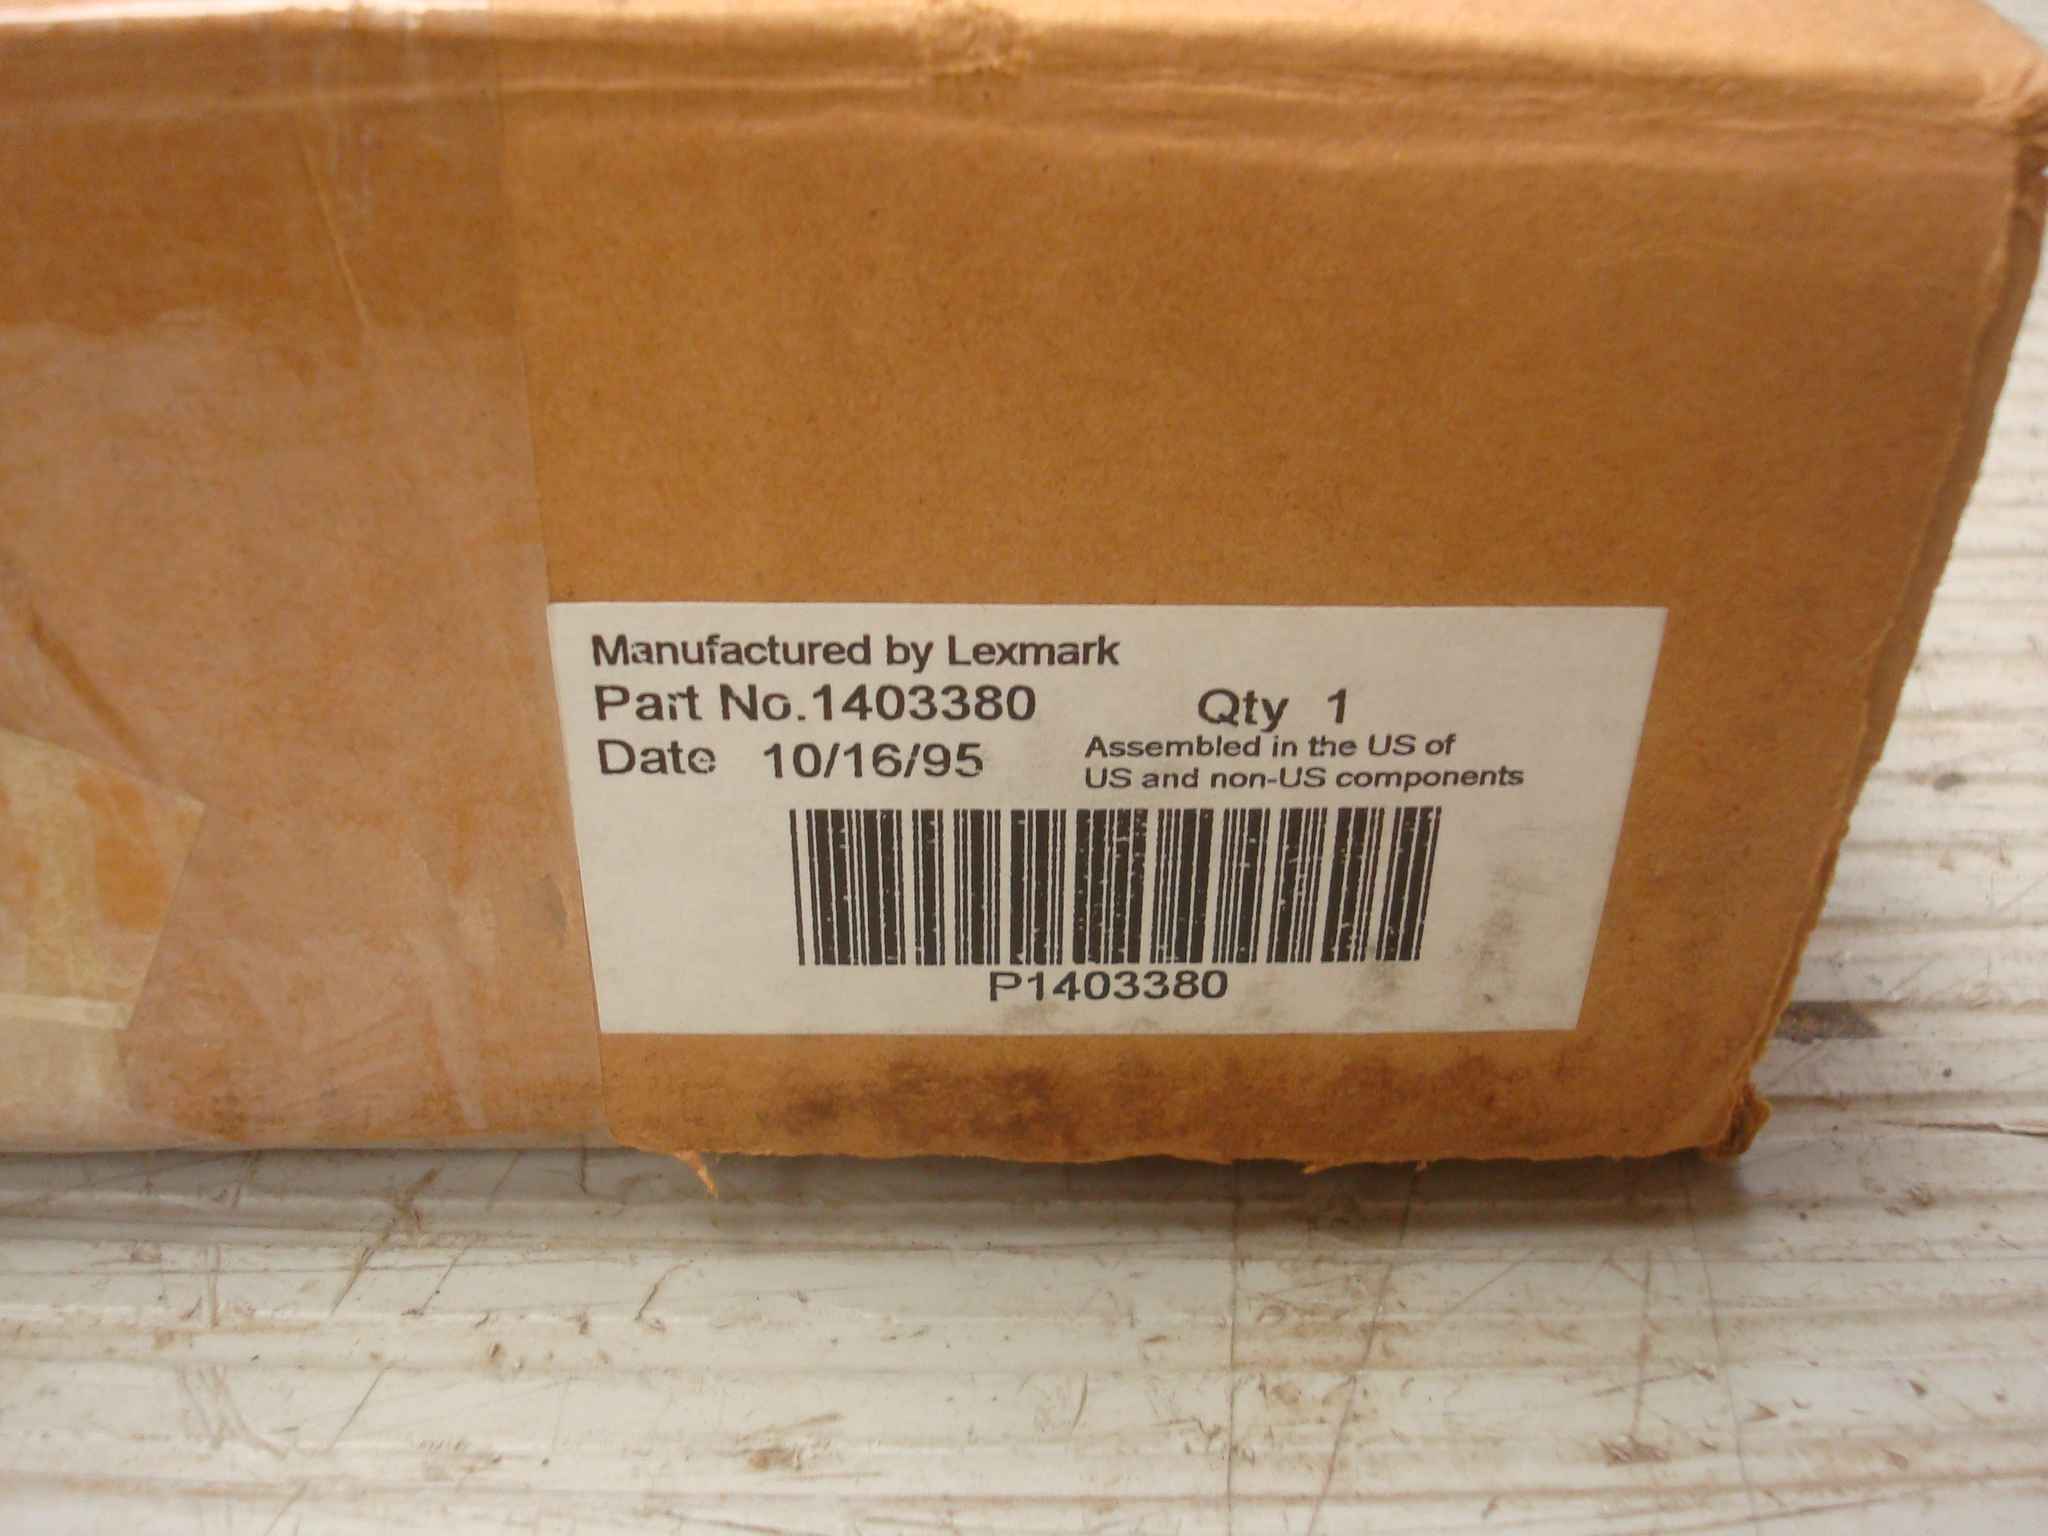 Manufactured by Lexmark
Part No.1403380 Qty 1
Date 10/16/95
Assembled in the US of
US and non-US components
P1403380